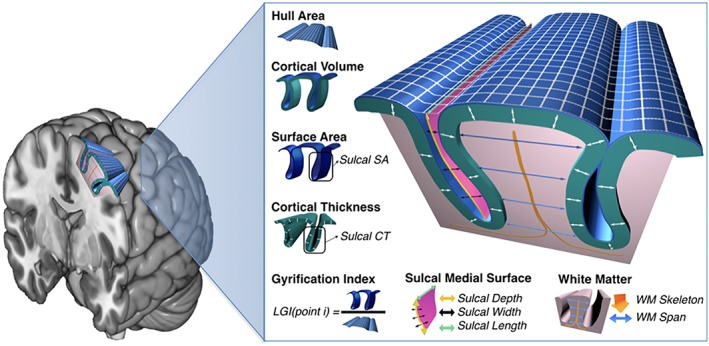 Hull Area
Cortical Volume
Surface Area
Sulcal SA
Cortical Thickness
Sulcal CT
Gyrification Index
LGI(point i) =
Sulcal Medial Surface
Sulcal Depth
Sulcal Width
Sulcal Length
White Matter
WM Skeleton
WM Span